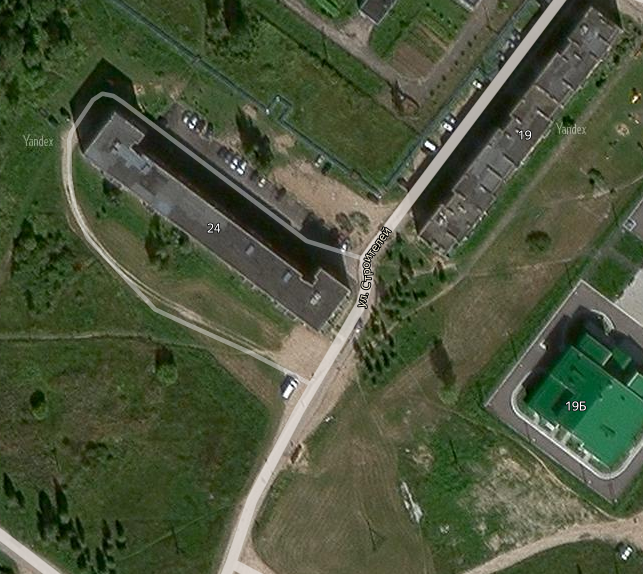 19
Yandex
Yandex
24
ул. Строителей
19Б